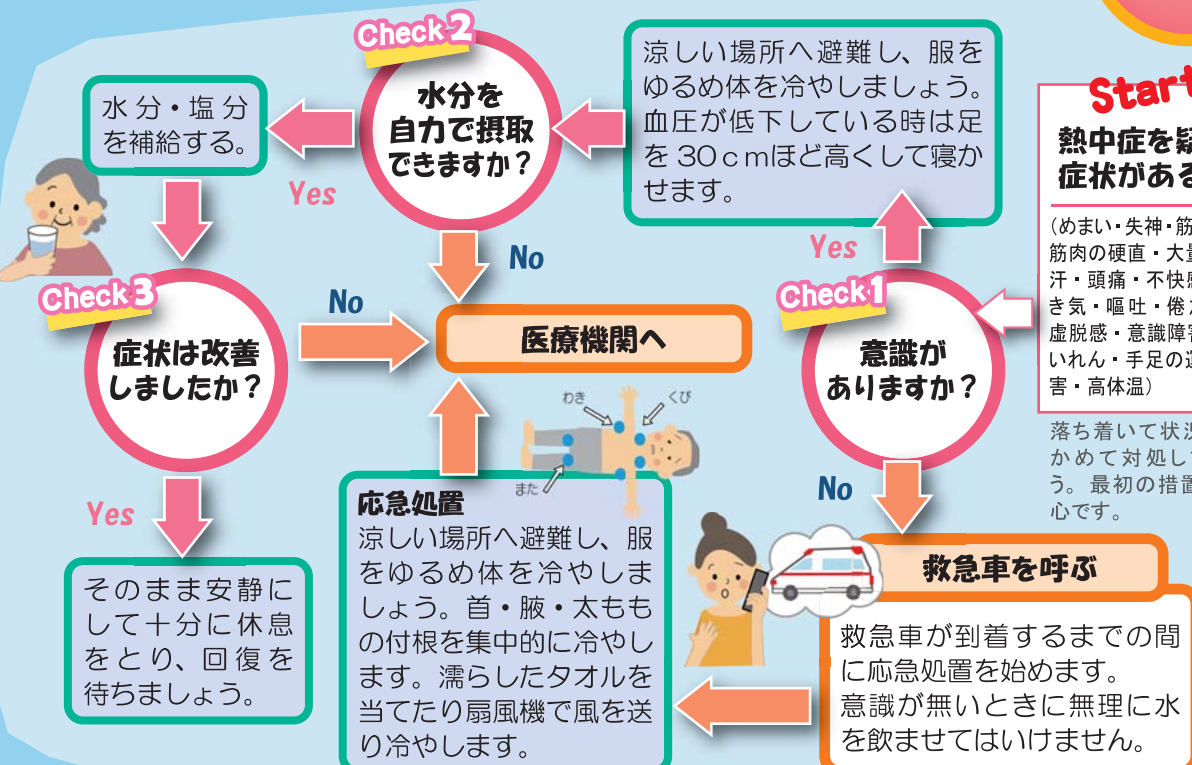 Start
熱中症を疑
症状がある
(めまい・失神・筋
筋肉の硬直・大量
汗・頭痛・不快感
き気・嘔吐・倦怠
虚脱感・意識障害
いれん・手足の運
害・高体温)
落ち着いて状況
かめて対処して
う。最初の措置
心です。
Check1
意識が
ありますか?
Yes
涼しい場所へ避難し、服を
ゆるめ体を冷やしましょう。
血圧が低下している時は足
を30cmほど高くして寝か
せます。
Check2
水分を
自力で摂取
できますか?
Yes
水分・塩分
を補給する。
No
医療機関へ
Check3
症状は改善
しましたか?
No
Yes
そのまま安静に
して十分に休息
をとり、回復を
待ちましょう。
No
救急車を呼ぶ
救急車が到着するまでの間
に応急処置を始めます。
意識が無いときに無理に水
を飲ませてはいけません。
応急処置
涼しい場所へ避難し、服
をゆるめ体を冷やしま
しょう。首・腋・太もも
の付根を集中的に冷やし
ます。濡らしたタオルを
当てたり扇風機で風を送
り冷やします。
わき
くび
また